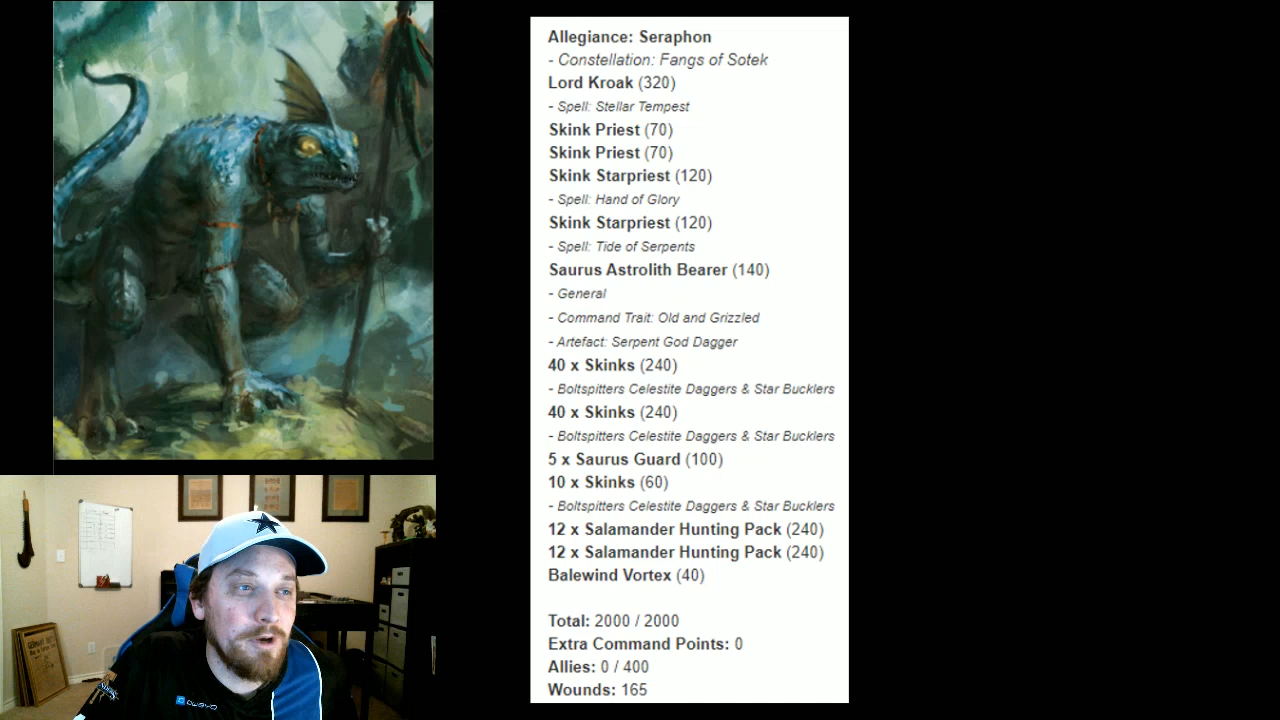 Allegiance: Seraphon
- Constellation: Fangs of Sotek
Lord Kroak (320)
- Spell: Stellar Tempest
Skink Priest (70)
Skink Priest (70)
Skink Starpriest (120)
- Spell: Hand of Glory
Skink Starpriest (120)
- Spell: Tide of Serpents
Saurus Astrolith Bearer (140)
- General
- Command Trait: Old and Grizzled
- Artefact: Serpent God Dagger
40 x Skinks (240)
- Boltspitters Celestite Daggers & Star Bucklers
40 x Skinks (240)
- Boltspitters Celestite Daggers & Star Bucklers
5 x Saurus Guard (100)
10 x Skinks (60)
- Boltspitters Celestite Daggers & Star Bucklers
12 x Salamander Hunting Pack (240)
12 x Salamander Hunting Pack (240)
Balewind Vortex (40)
Total: 2000 / 2000
Extra Command Points: 0
Allies: 0 / 400
Wounds: 165